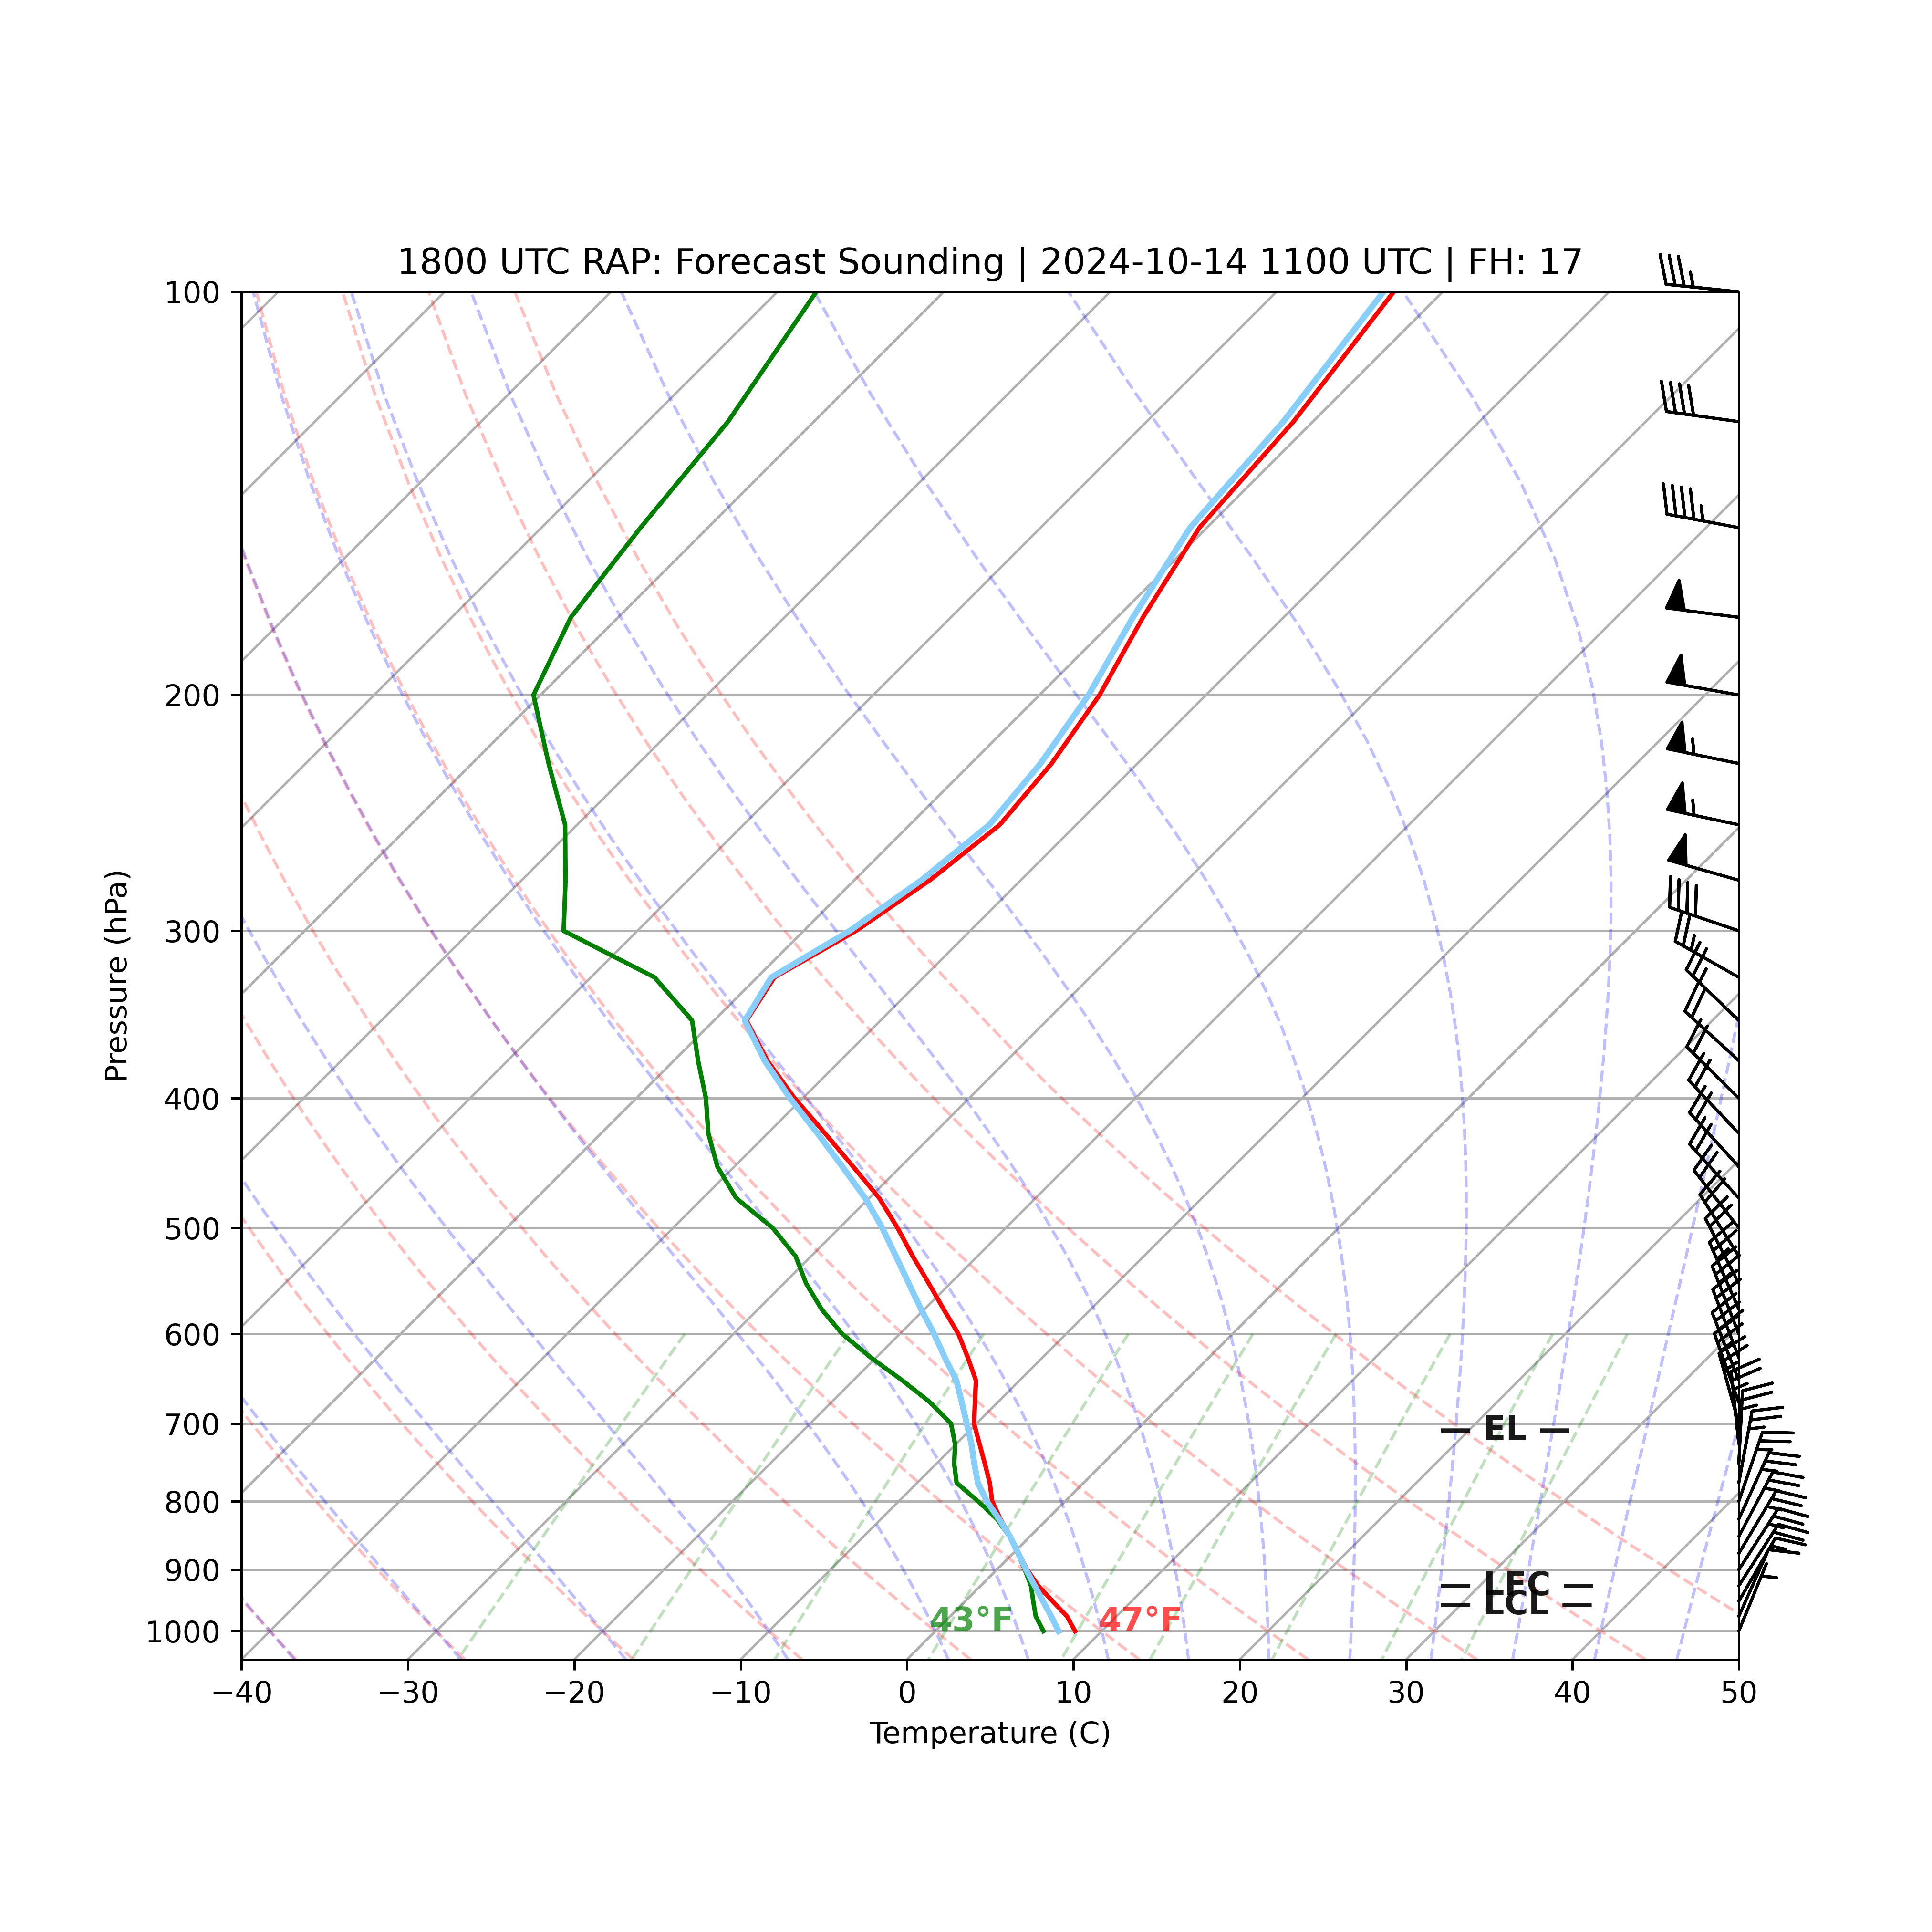 1800 UTC RAP: Forecast Sounding | 2024-10-14 1100 UTC | FH: 17
100
200
300
400
500
600
700
800
900
1000
Pressure (hPa)
— EL —
— LFC —
— LCL —
43°F
47°F
−40 −30 −20 −10 0 10 20 30 40 50
Temperature (C)